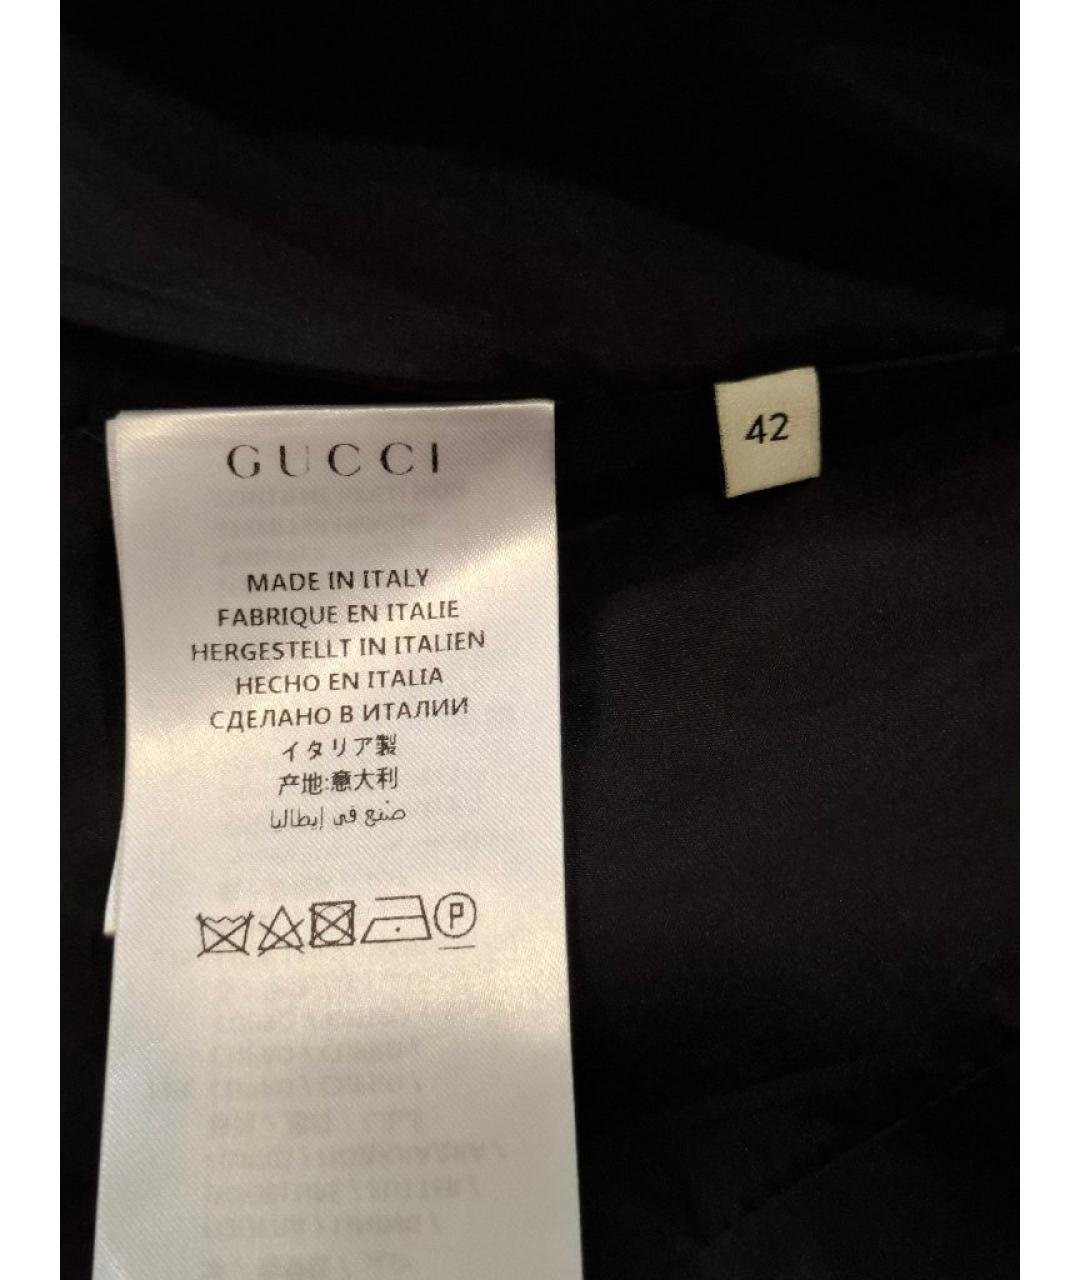 GUCCI
42
MADE IN ITALY
FABRIQUE EN ITALIE
HERGESTELLT IN ITALIEN
HECHO EN ITALIA
СДЕЛАНО В ИТАЛИИ
イタリア製
产地:意大利
صنع في إيطاليا
P